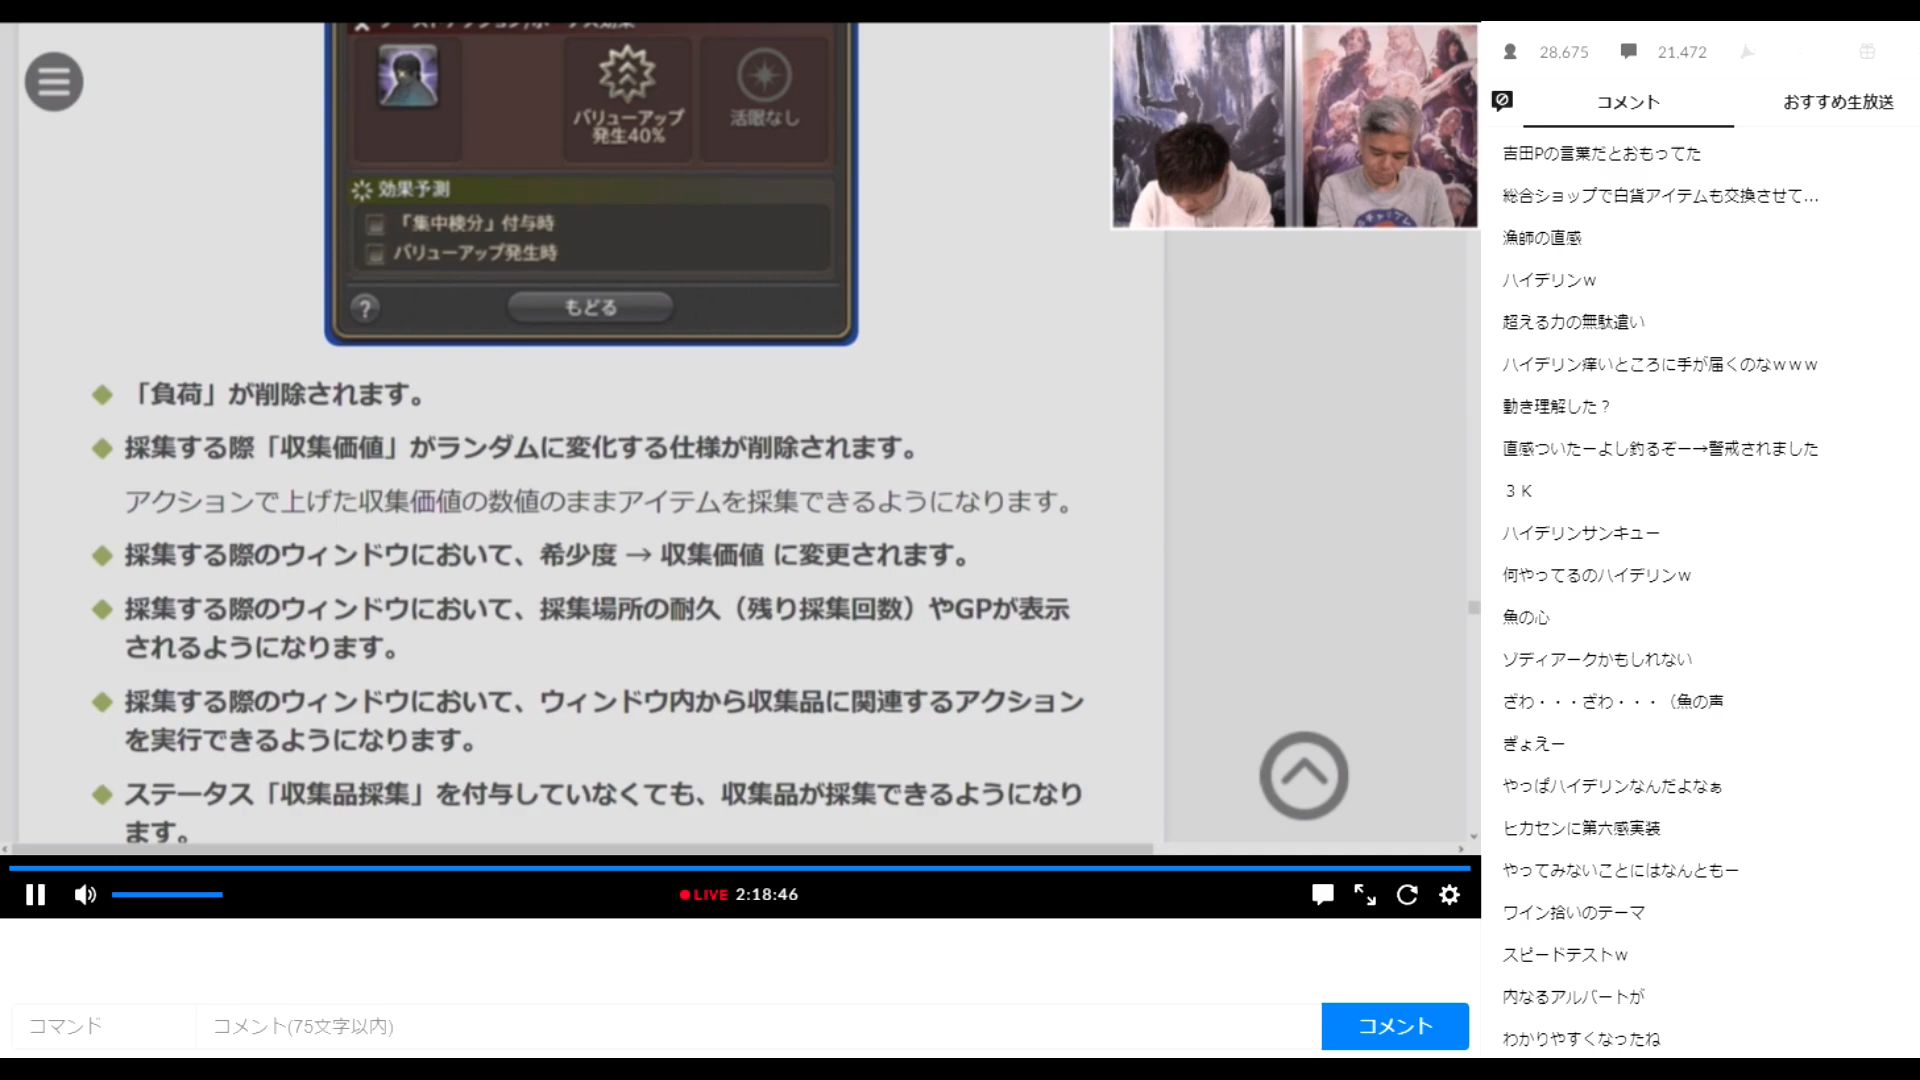 バリューアップ
発生40%
活眼なし
効果予測
「集中検分」付与時
バリューアップ発生時
?
もどる
◆ 「負荷」が削除されます。
◆ 採集する際「収集価値」がランダムに変化する仕様が削除されます。
アクションで上げた収集価値の数値のままアイテムを採集できるようになります。
◆ 採集する際のウィンドウにおいて、希少度 → 収集価値 に変更されます。
◆ 採集する際のウィンドウにおいて、採集場所の耐久（残り採集回数）やGPが表示
されるようになります。
◆ 採集する際のウィンドウにおいて、ウィンドウ内から収集品に関連するアクション
を実行できるようになります。
◆ ステータス「収集品採集」を付与していなくても、収集品が採集できるようになり
ます。
LIVE 2:18:46
コマンド
コメント(75文字以内)
コメント
28,675
21,472
コメント
おすすめ生放送
吉田Pの言葉だとおもってた
総合ショップで白貨アイテムも交換させて...
漁師の直感
ハイデリンｗ
超える力の無駄遣い
ハイデリン痒いところに手が届くのなｗｗｗ
動き理解した？
直感ついたーよし釣るぞー→警戒されました
３Ｋ
ハイデリンサンキュー
何やってるのハイデリンｗ
魚の心
ゾディアークかもしれない
ざわ・・・ざわ・・・（魚の声
ぎょえー
やっぱハイデリンなんだよなぁ
ヒカセンに第六感実装
やってみないことにはなんともー
ワイン拾いのテーマ
スピードテストｗ
内なるアルバートが
わかりやすくなったね